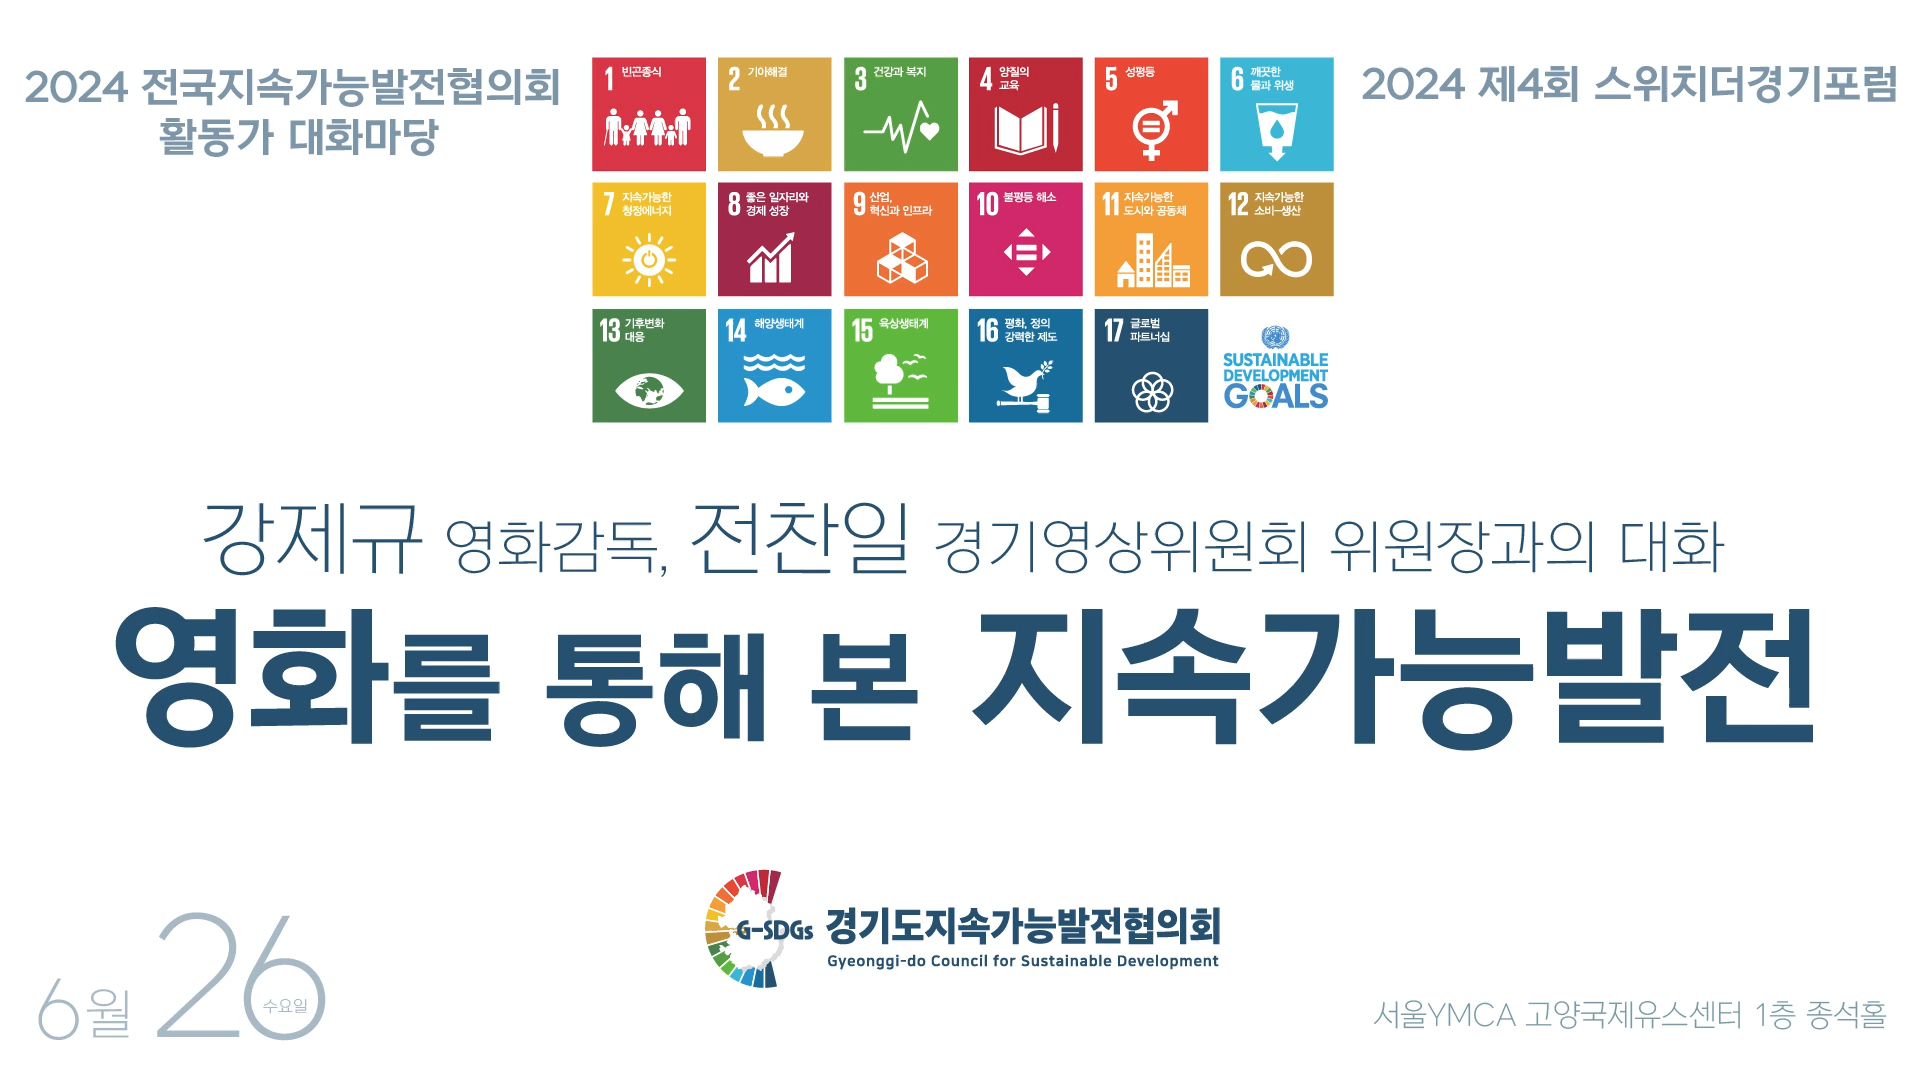 2024 전국지속가능발전협의회
활동가 대화마당
2024 제4회 스위치더경기포럼
1 빈곤종식
2 기아해결
3 건강과 복지
4 양질의
교육
5 성평등
6 깨끗한
물과 위생
7 지속가능한
청정에너지
8 좋은 일자리와
경제 성장
9 산업,
혁신과 인프라
10 불평등 해소
11 지속가능한
도시와 공동체
12 지속가능한
소비-생산
13 기후변화
대응
14 해양생태계
15 육상생태계
16 평화, 정의
강력한 제도
17 글로벌
파트너십
SUSTAINABLE
DEVELOPMENT
GOALS
강제규 영화감독, 전찬일 경기영상위원회 위원장과의 대화
영화를 통해 본 지속가능발전
G-SDGs 경기도지속가능발전협의회
Gyeonggi-do Council for Sustainable Development
6월 26 수요일
서울YMCA 고양국제유스센터 1층 종석홀